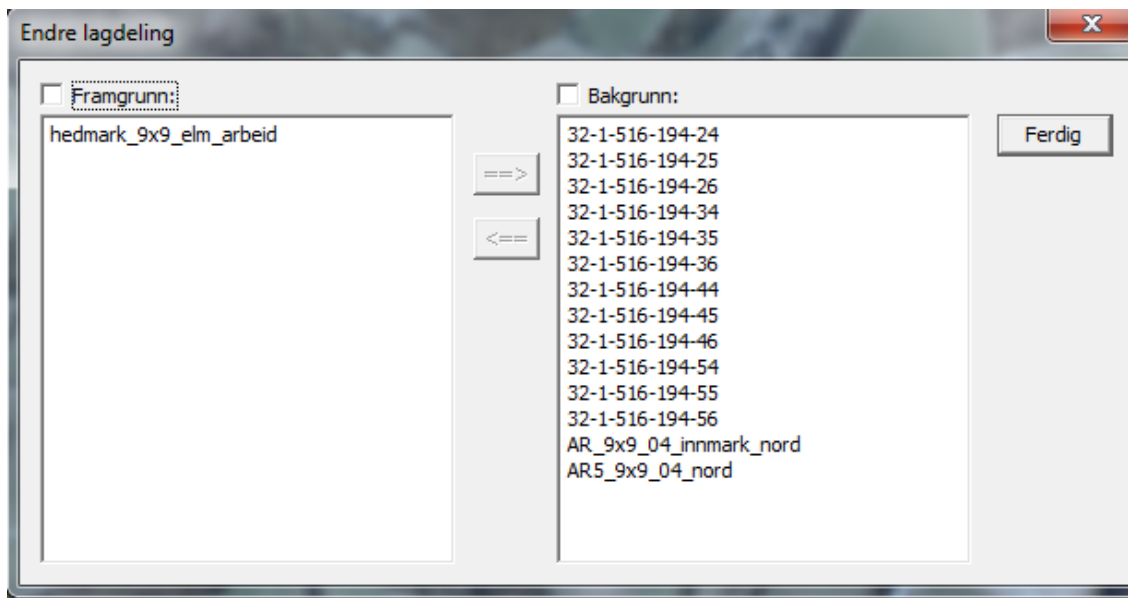 Endre lagdeling
Framgrunn:
hedmark_9x9_elm_arbeid
==>
<==
Bakgrunn:
32-1-516-194-24
32-1-516-194-25
32-1-516-194-26
32-1-516-194-34
32-1-516-194-35
32-1-516-194-36
32-1-516-194-44
32-1-516-194-45
32-1-516-194-46
32-1-516-194-54
32-1-516-194-55
32-1-516-194-56
AR_9x9_04_innmark_nord
AR5_9x9_04_nord
Ferdig